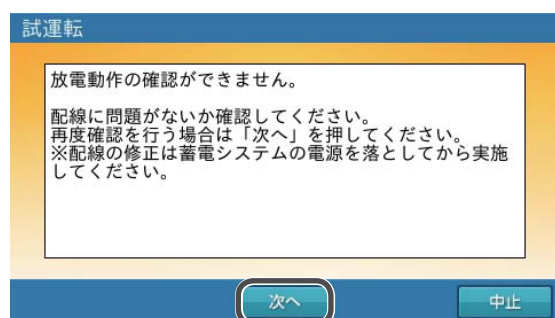 試運転
放電動作の確認ができません。
配線に問題がないか確認してください。
再度確認を行う場合は「次へ」を押してください。
※配線の修正は蓄電システムの電源を落としてから実施
してください。
次へ
中止